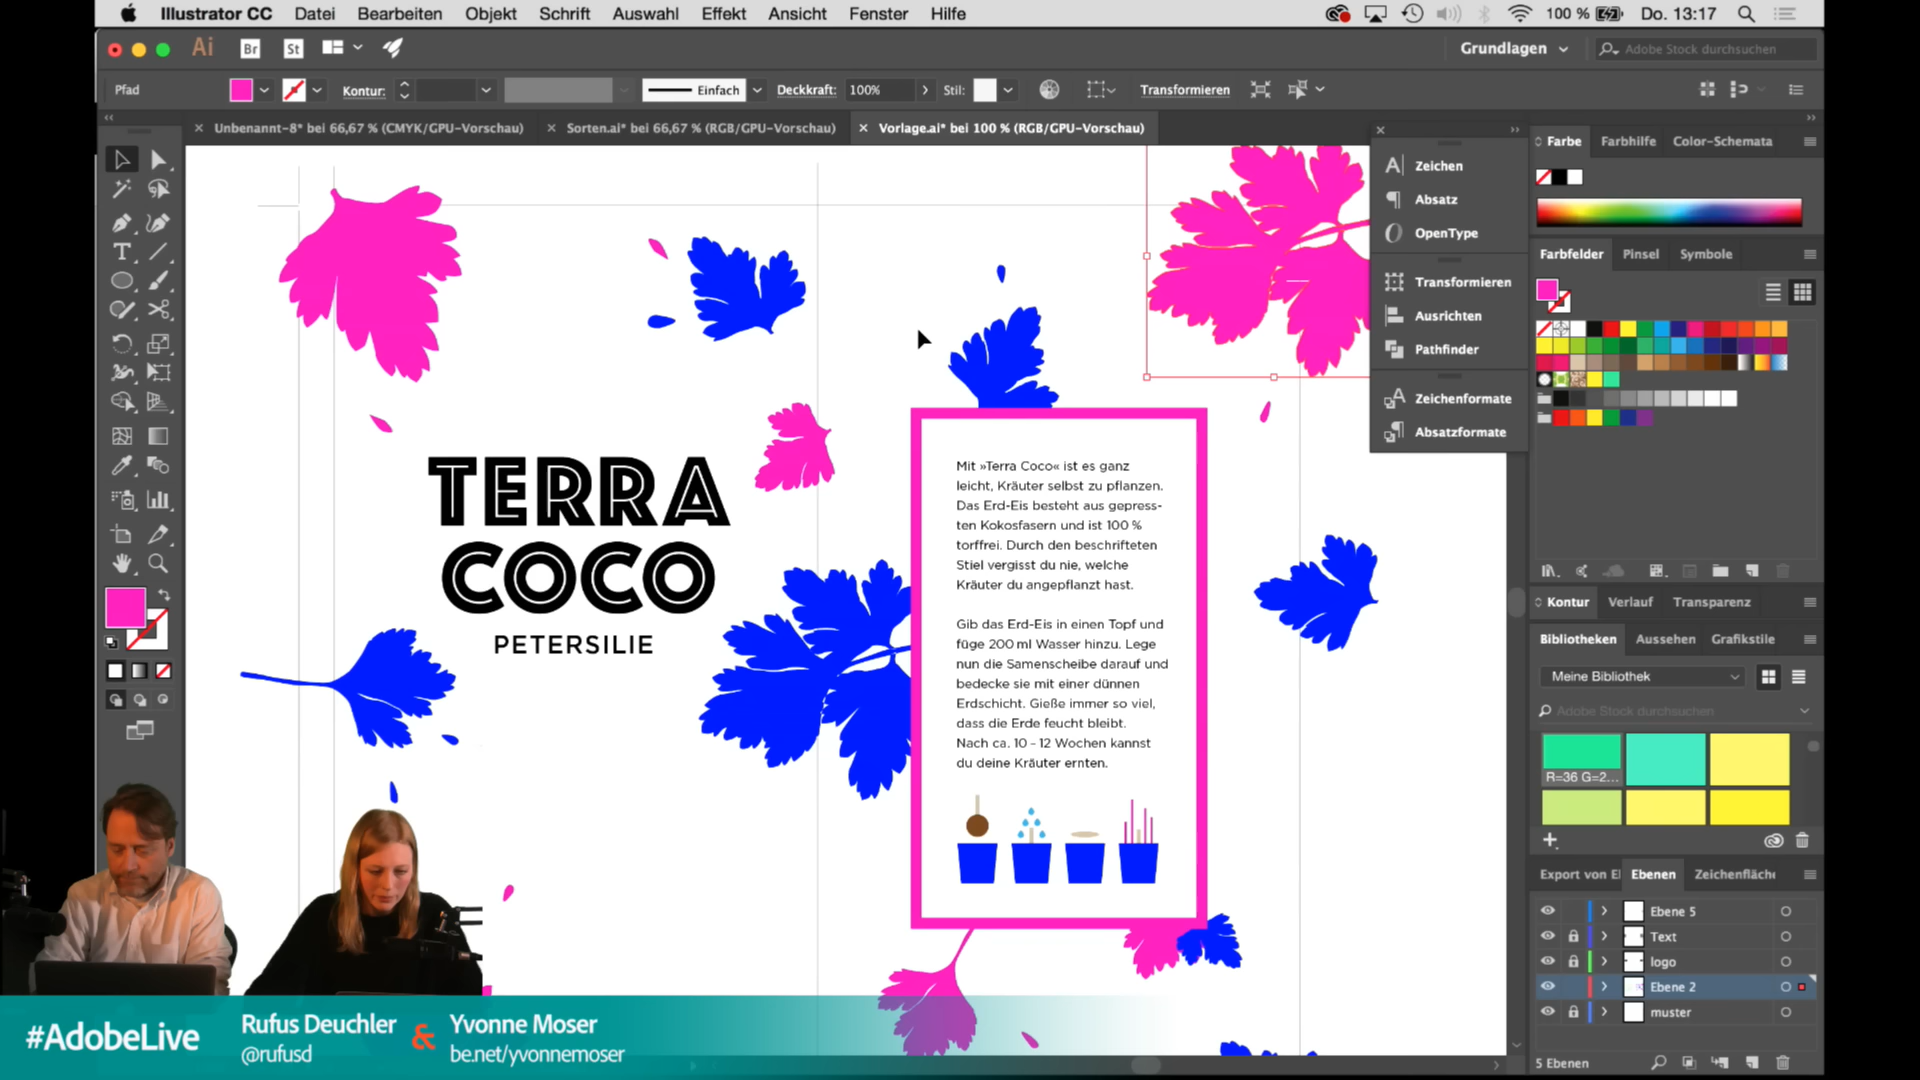 Illustrator CC Datei Bearbeiten Objekt Schrift Auswahl Effekt Ansicht Fenster Hilfe 100 % Do. 13:17
Ai Br St Grundlagen Adobe Stock durchsuchen
Pfad Kontur: Einfach Deckkraft: 100% Stil: Transformieren
Unbenannt-8* bei 66,67 % (CMYK/GPU-Vorschau) Sorten.ai* bei 66,67 % (RGB/GPU-Vorschau) Vorlage.ai* bei 100 % (RGB/GPU-Vorschau)
Zeichen
Absatz
OpenType
Transformieren
Ausrichten
Pathfinder
Zeichenformate
Absatzformate
Farbe Farbhilfe Color-Schemata
Farbfelder Pinsel Symbole
Kontur Verlauf Transparenz
Bibliotheken Aussehen Grafikstile
Meine Bibliothek
Adobe Stock durchsuchen
R=36 G=2...
Export von El Ebenen Zeichenfläche
Ebene 5
Text
logo
Ebene 2
muster
5 Ebenen
TERRA
COCO
PETERSILIE
Mit »Terra Coco« ist es ganz
leicht, Kräuter selbst zu pflanzen.
Das Erd-Eis besteht aus gepress-
ten Kokosfasern und ist 100 %
torffrei. Durch den beschrifteten
Stiel vergisst du nie, welche
Kräuter du angepflanzt hast.
Gib das Erd-Eis in einen Topf und
füge 200 ml Wasser hinzu. Lege
nun die Samenscheibe darauf und
bedecke sie mit einer dünnen
Erdschicht. Gieße immer so viel,
dass die Erde feucht bleibt.
Nach ca. 10 – 12 Wochen kannst
du deine Kräuter ernten.
#AdobeLive
Rufus Deuchler & Yvonne Moser
@rufusd be.net/yvonnemoser